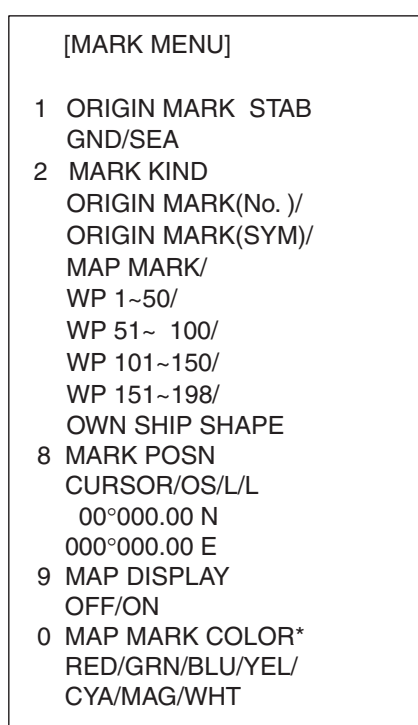 [MARK MENU]
1 ORIGIN MARK STAB
GND/SEA
2 MARK KIND
ORIGIN MARK(No. )/
ORIGIN MARK(SYM)/
MAP MARK/
WP 1~50/
WP 51~ 100/
WP 101~150/
WP 151~198/
OWN SHIP SHAPE
8 MARK POSN
CURSOR/OS/L/L
00°000.00 N
000°000.00 E
9 MAP DISPLAY
OFF/ON
0 MAP MARK COLOR*
RED/GRN/BLU/YEL/
CYA/MAG/WHT